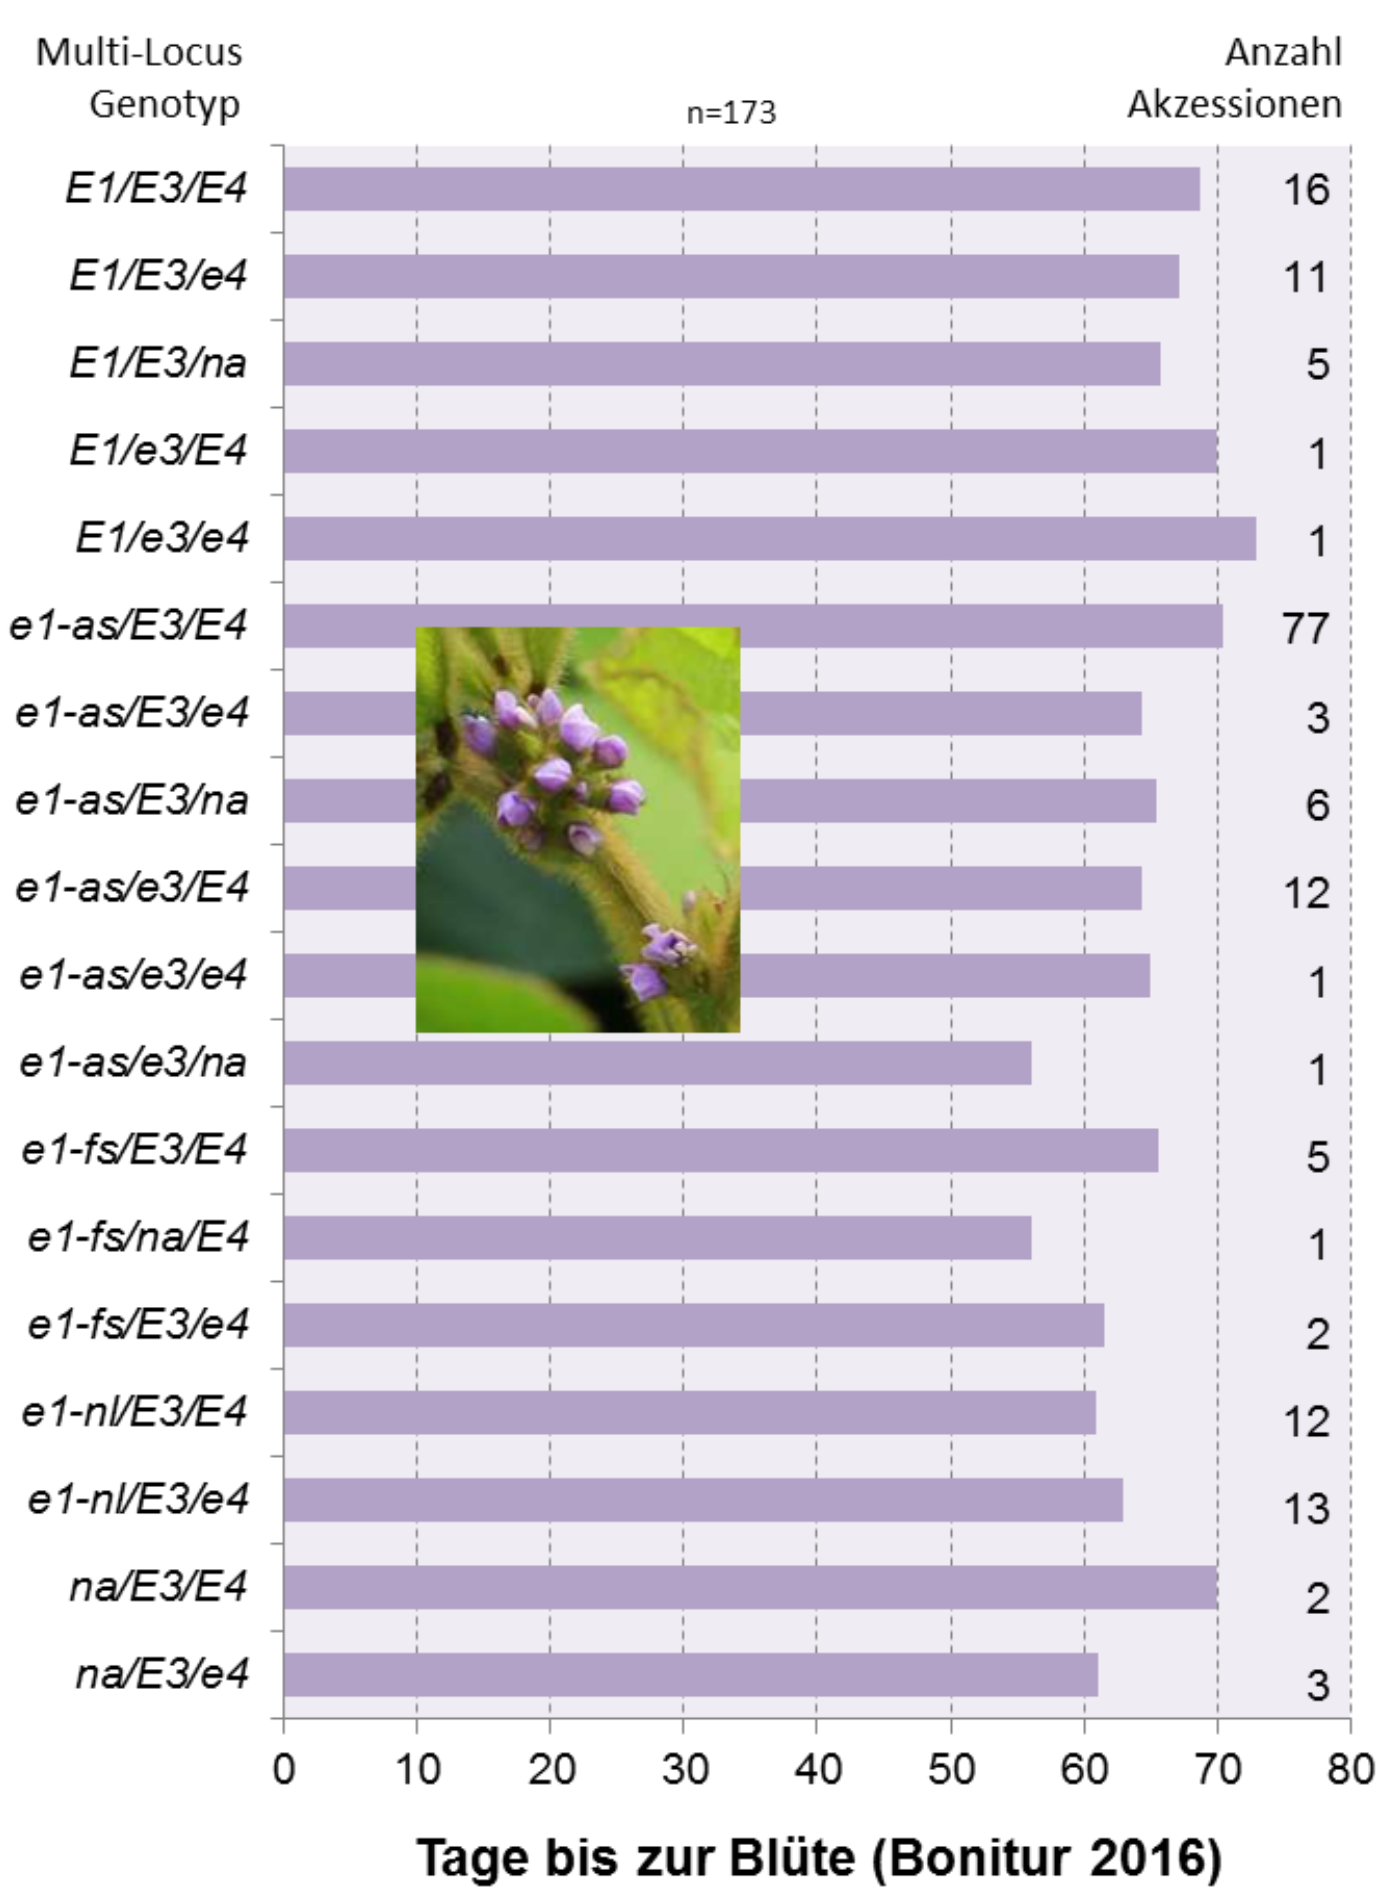 Multi-Locus
Genotyp
n=173
Anzahl
Akzessionen
E1/E3/E4 16
E1/E3/e4 11
E1/E3/na 5
E1/e3/E4 1
E1/e3/e4 1
e1-as/E3/E4 77
e1-as/E3/e4 3
e1-as/E3/na 6
e1-as/e3/E4 12
e1-as/e3/e4 1
e1-as/e3/na 1
e1-fs/E3/E4 5
e1-fs/na/E4 1
e1-fs/E3/e4 2
e1-nl/E3/E4 12
e1-nl/E3/e4 13
na/E3/E4 2
na/E3/e4 3
0 10 20 30 40 50 60 70 80
Tage bis zur Blüte (Bonitur 2016)